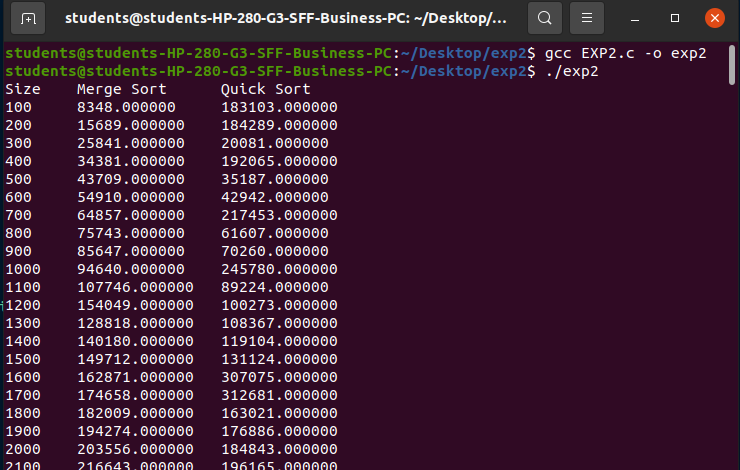 students@students-HP-280-G3-SFF-Business-PC: ~/Desktop/...
students@students-HP-280-G3-SFF-Business-PC:~/Desktop/exp2$ gcc EXP2.c -o exp2
students@students-HP-280-G3-SFF-Business-PC:~/Desktop/exp2$ ./exp2
Size Merge Sort Quick Sort
100 8348.000000 183103.000000
200 15689.000000 184289.000000
300 25841.000000 20081.000000
400 34381.000000 192065.000000
500 43709.000000 35187.000000
600 54910.000000 42942.000000
700 64857.000000 217453.000000
800 75743.000000 61607.000000
900 85647.000000 70260.000000
1000 94640.000000 245780.000000
1100 107746.000000 89224.000000
1200 154049.000000 100273.000000
1300 128818.000000 108367.000000
1400 140180.000000 119104.000000
1500 149712.000000 131124.000000
1600 162871.000000 307075.000000
1700 174658.000000 312681.000000
1800 182009.000000 163021.000000
1900 194274.000000 176886.000000
2000 203556.000000 184843.000000
2100 216643.000000 196165.000000